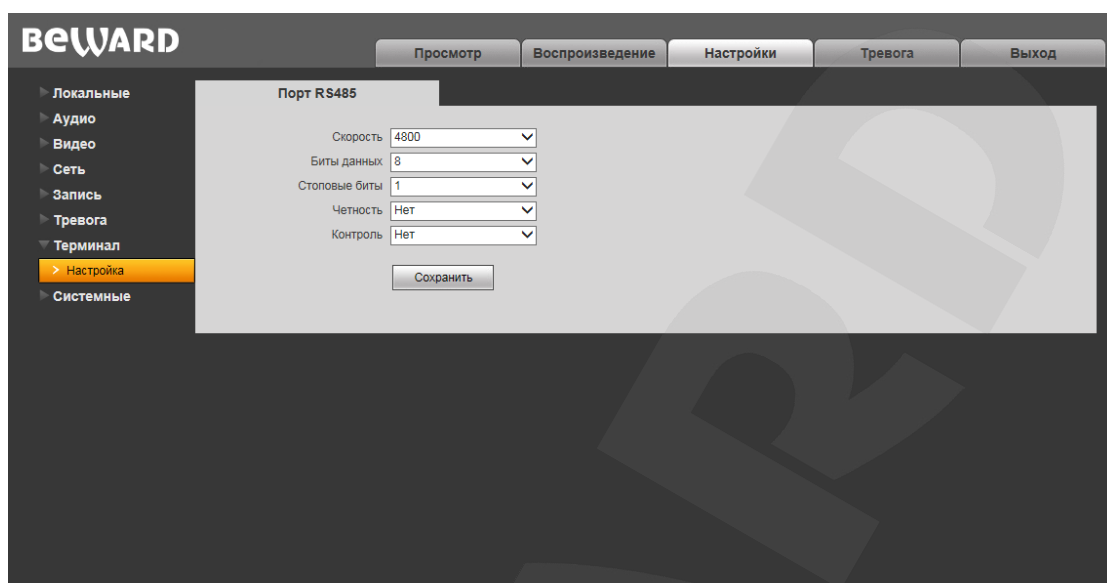 BEWARD
Просмотр Воспроизведение Настройки Тревога Выход
Локальные
Аудио
Видео
Сеть
Запись
Тревога
Терминал
> Настройка
Системные
Порт RS485
Скорость 4800
Биты данных 8
Стоповые биты 1
Четность Нет
Контроль Нет
Сохранить